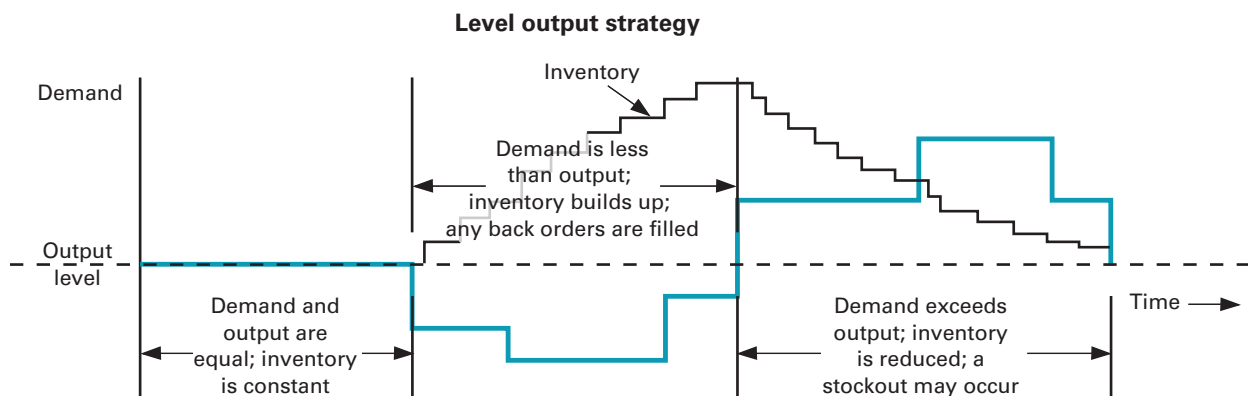 Level output strategy
Inventory
Demand
Demand is less
than output;
inventory builds up;
any back orders are filled
Output
level
Demand and
output are
equal; inventory
is constant
Demand exceeds
output; inventory
is reduced; a
stockout may occur
Time